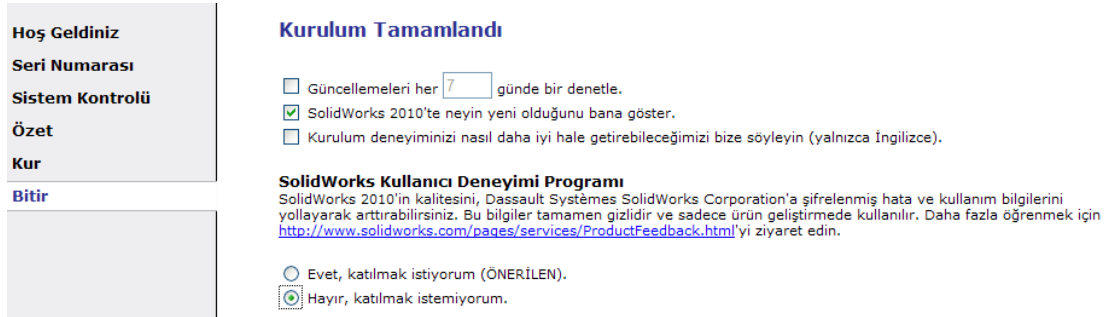 Hoş Geldiniz
Seri Numarası
Sistem Kontrolü
Özet
Kur
Bitir
Kurulum Tamamlandı
Güncellemeleri her 7 günde bir denetle.
SolidWorks 2010'te neyin yeni olduğunu bana göster.
Kurulum deneyiminizi nasıl daha iyi hale getirebileceğimizi bize söyleyin (yalnızca İngilizce).
SolidWorks Kullanıcı Deneyimi Programı
SolidWorks 2010'in kalitesini, Dassault Systèmes SolidWorks Corporation'a şifrelenmiş hata ve kullanım bilgilerini
yollayarak arttırabilirsiniz. Bu bilgiler tamamen gizlidir ve sadece ürün geliştirmede kullanılır. Daha fazla öğrenmek için
http://www.solidworks.com/pages/services/ProductFeedback.html'yi ziyaret edin.
Evet, katılmak istiyorum (ÖNERİLEN).
Hayır, katılmak istemiyorum.